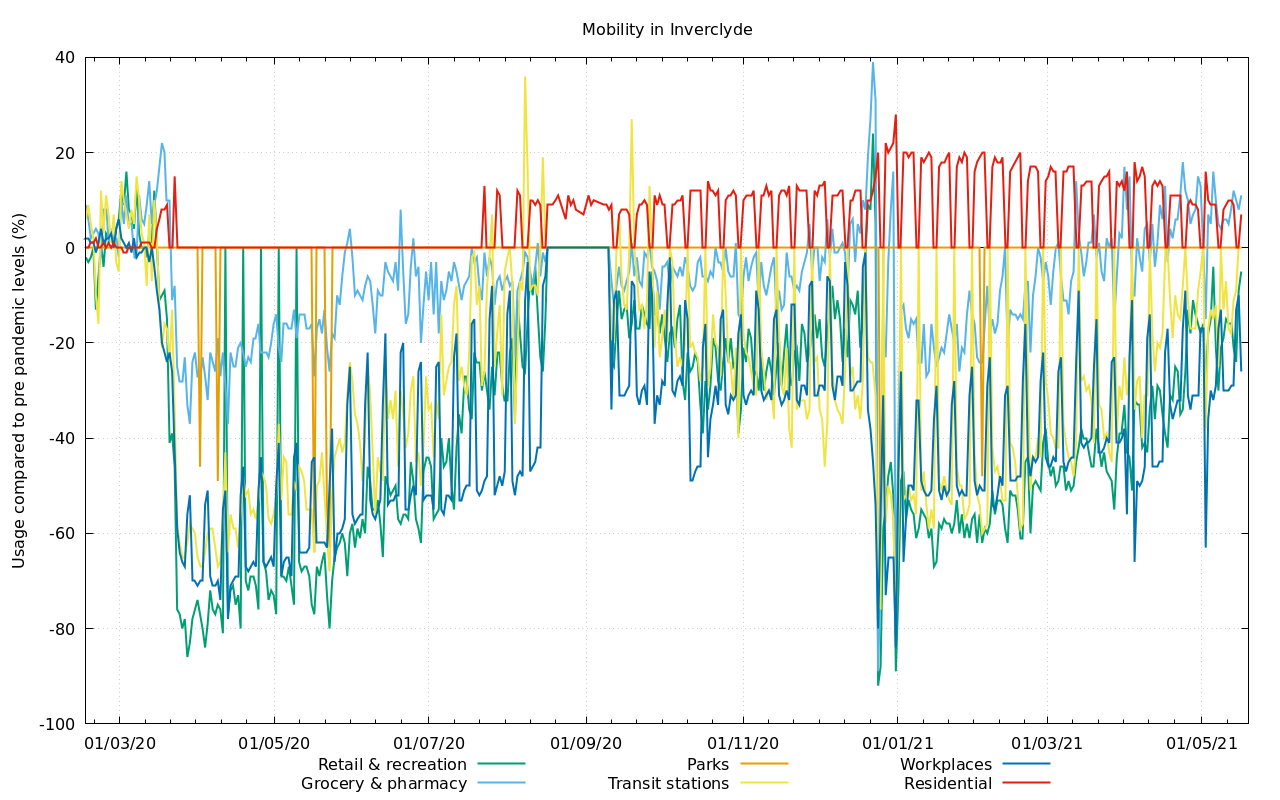 Mobility in Inverclyde
Usage compared to pre pandemic levels (%)
40
20
0
-20
-40
-60
-80
-100
01/03/20 01/05/20 01/07/20 01/09/20 01/11/20 01/01/21 01/03/21 01/05/21
Retail & recreation Parks Workplaces
Grocery & pharmacy Transit stations Residential